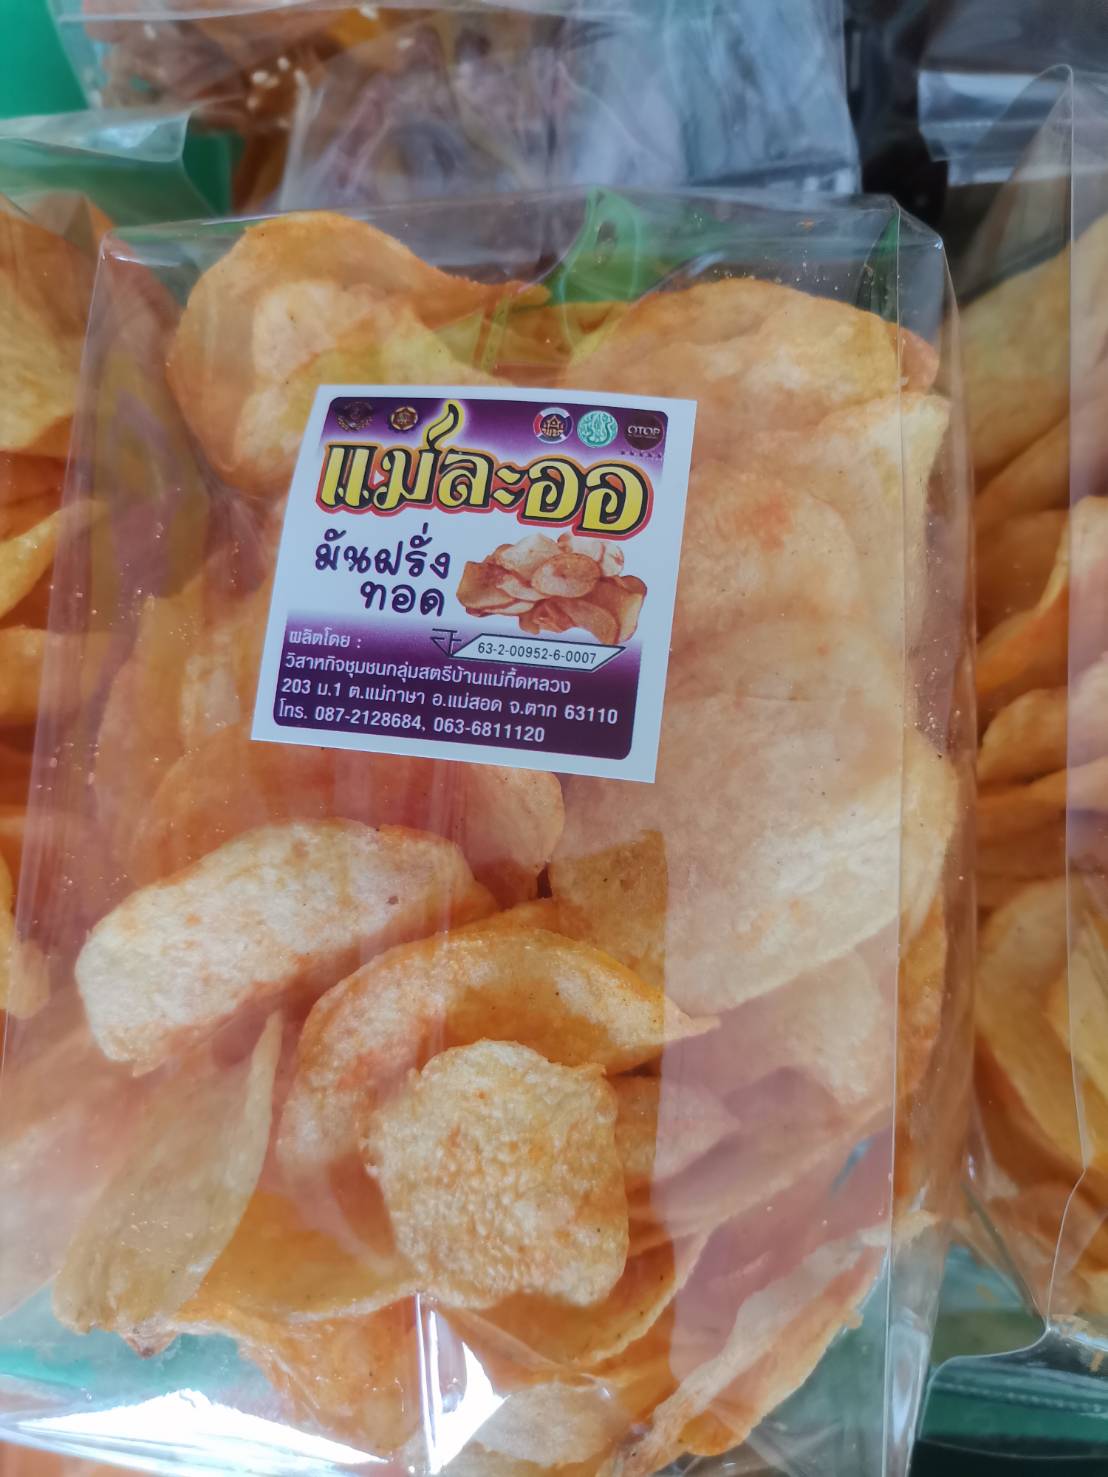 OTOP
แม่ละออ
มันฝรั่ง
ทอด
63-2-00952-6-0007
ผลิตโดย :
วิสาหกิจชุมชนกลุ่มสตรีบ้านแม่กื้ดหลวง
203 ม.1 ต.แม่กาษา อ.แม่สอด จ.ตาก 63110
โทร. 087-2128684, 063-6811120